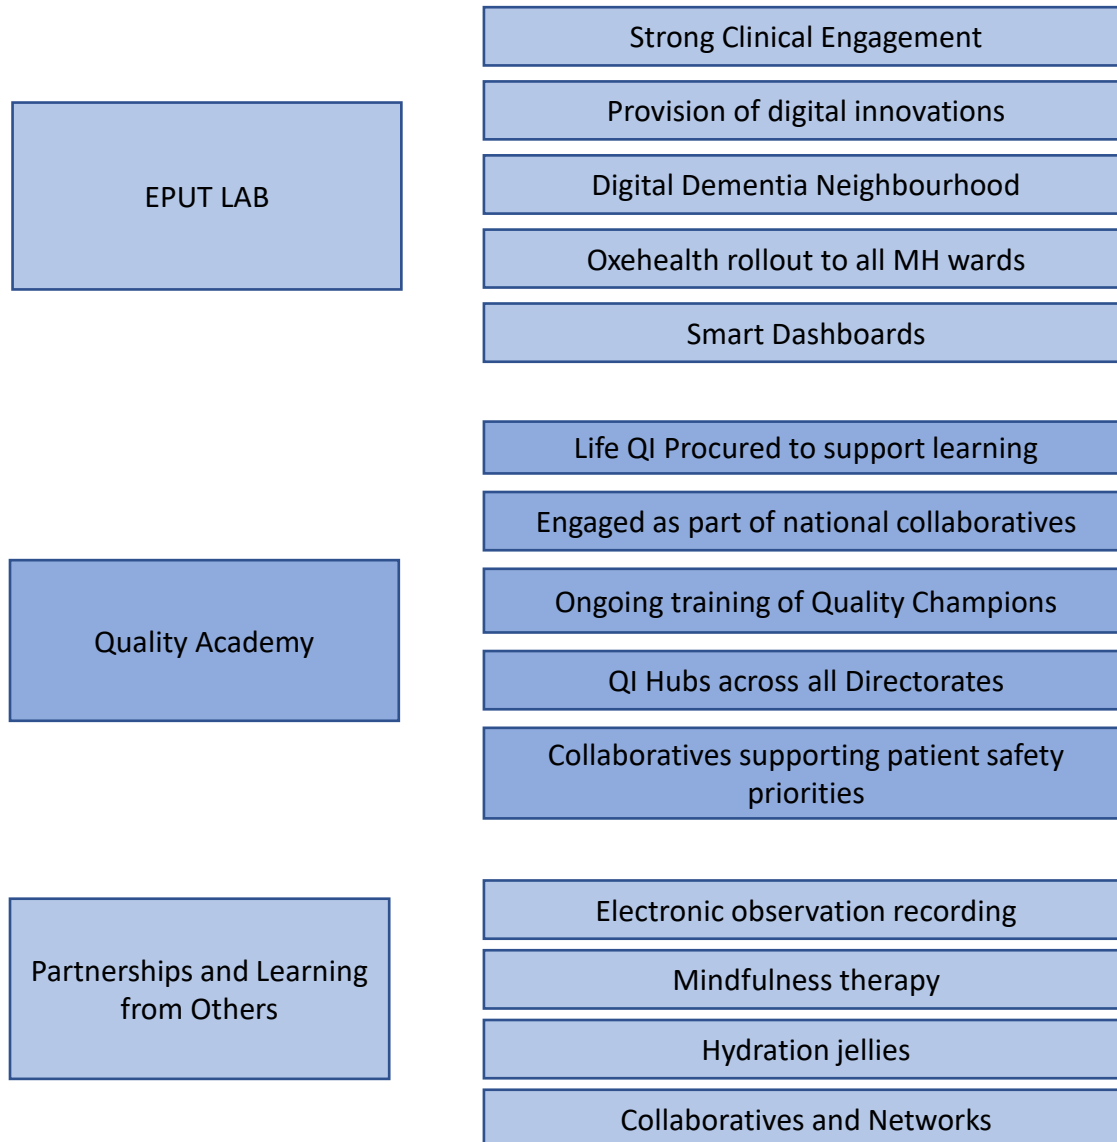 EPUT LAB
Strong Clinical Engagement
Provision of digital innovations
Digital Dementia Neighbourhood
Oxehealth rollout to all MH wards
Smart Dashboards
Quality Academy
Life QI Procured to support learning
Engaged as part of national collaboratives
Ongoing training of Quality Champions
QI Hubs across all Directorates
Collaboratives supporting patient safety
priorities
Partnerships and Learning
from Others
Electronic observation recording
Mindfulness therapy
Hydration jellies
Collaboratives and Networks